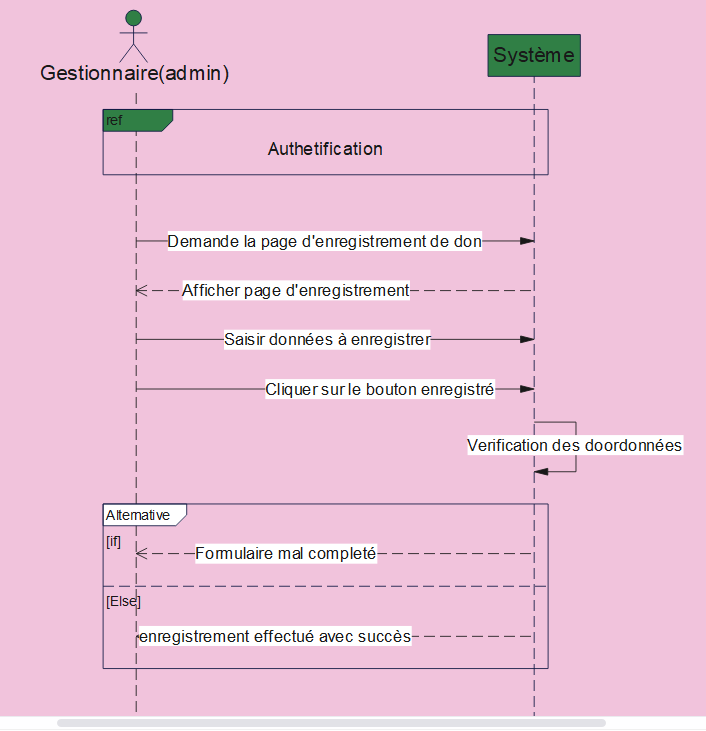 Gestionnaire(admin)
Système
ref
Authetification
Demande la page d'enregistrement de don
Afficher page d'enregistrement
Saisir données à enregistrer
Cliquer sur le bouton enregistré
Verification des doordonnées
Alternative
[if]
Formulaire mal completé
[Else]
enregistrement effectué avec succès